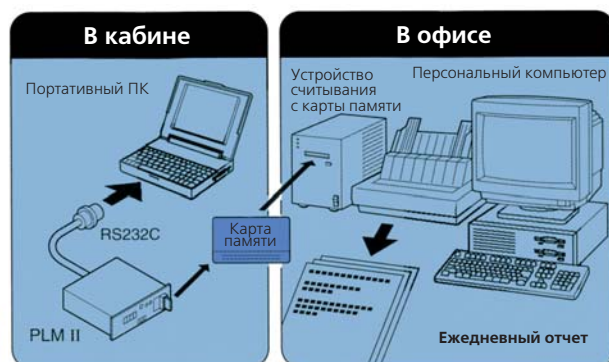 В кабине
Портативный ПК
RS232C
PLM II
Карта
памяти
В офисе
Устройство
считывания
с карты памяти
Персональный компьютер
Ежедневный отчет